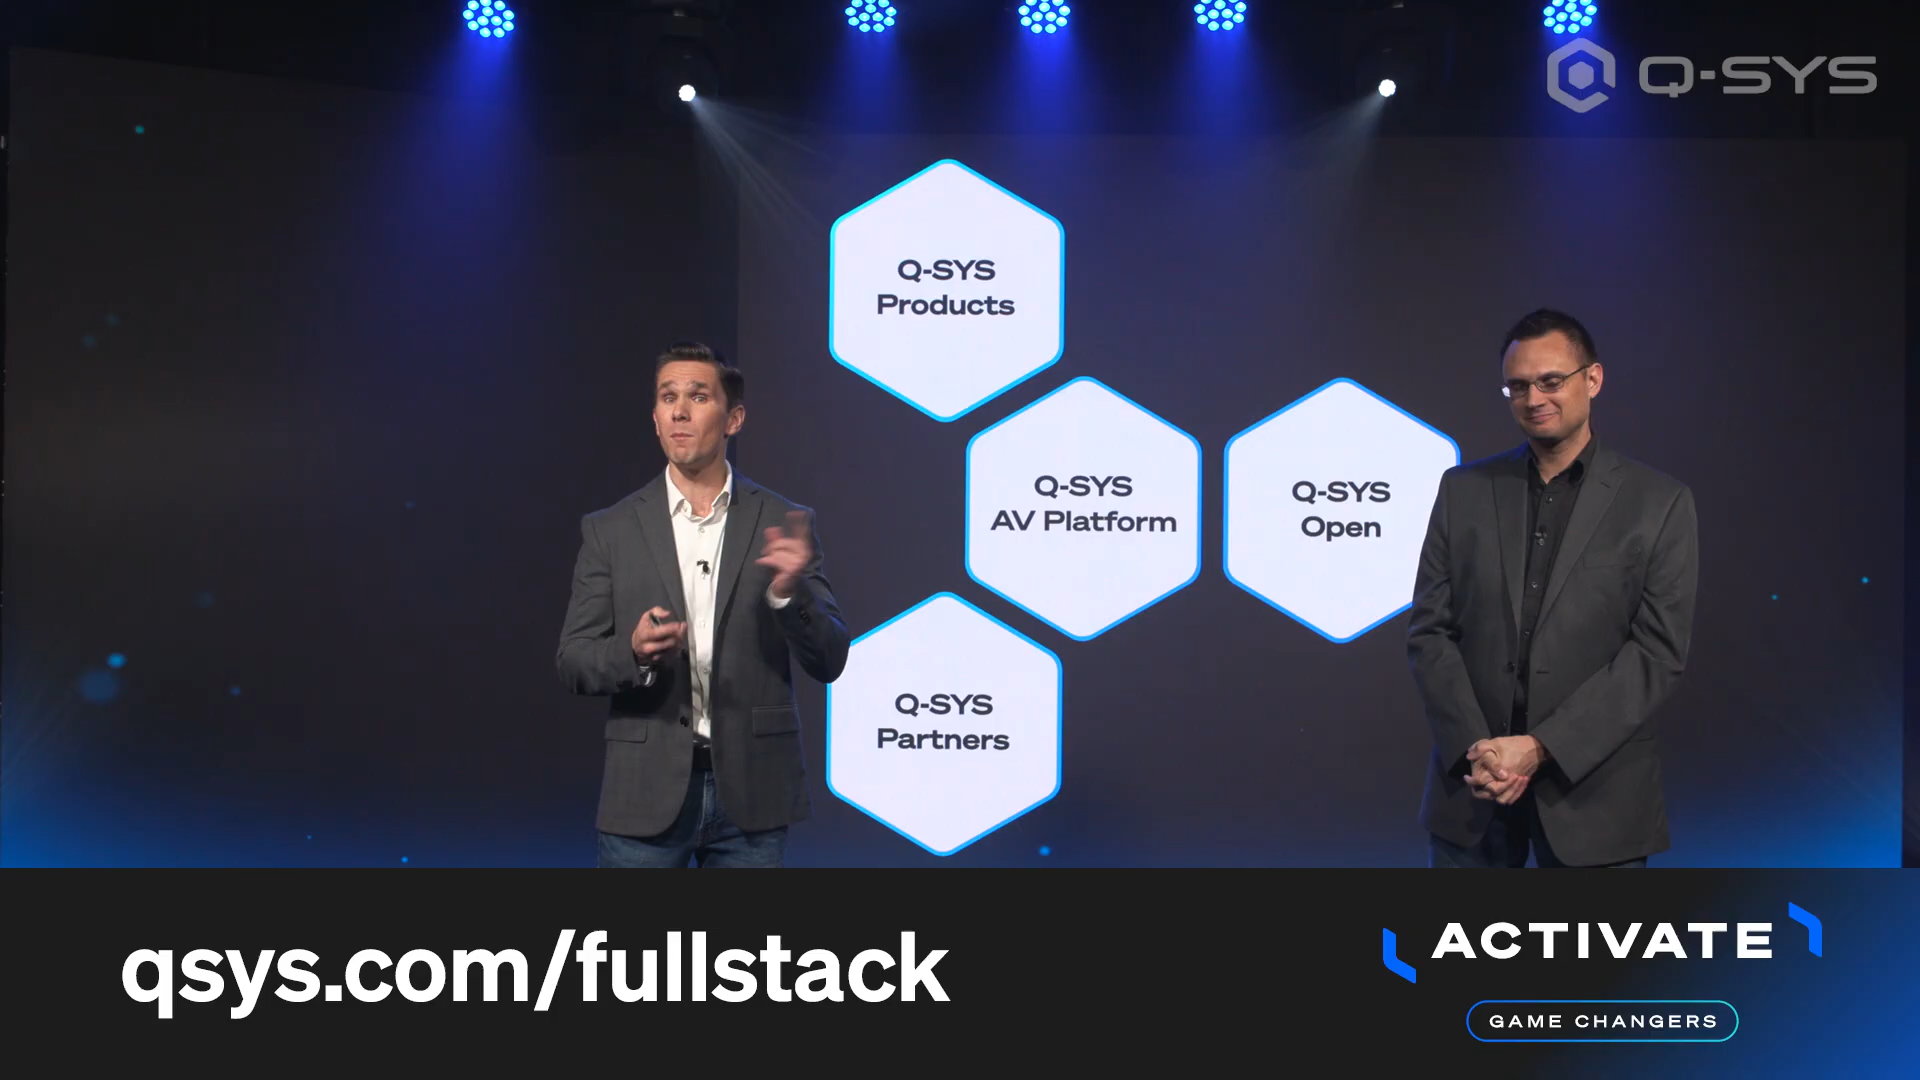 Q-SYS
Q-SYS
Products
Q-SYS
AV Platform
Q-SYS
Open
Q-SYS
Partners
qsys.com/fullstack
ACTIVATE
GAME CHANGERS